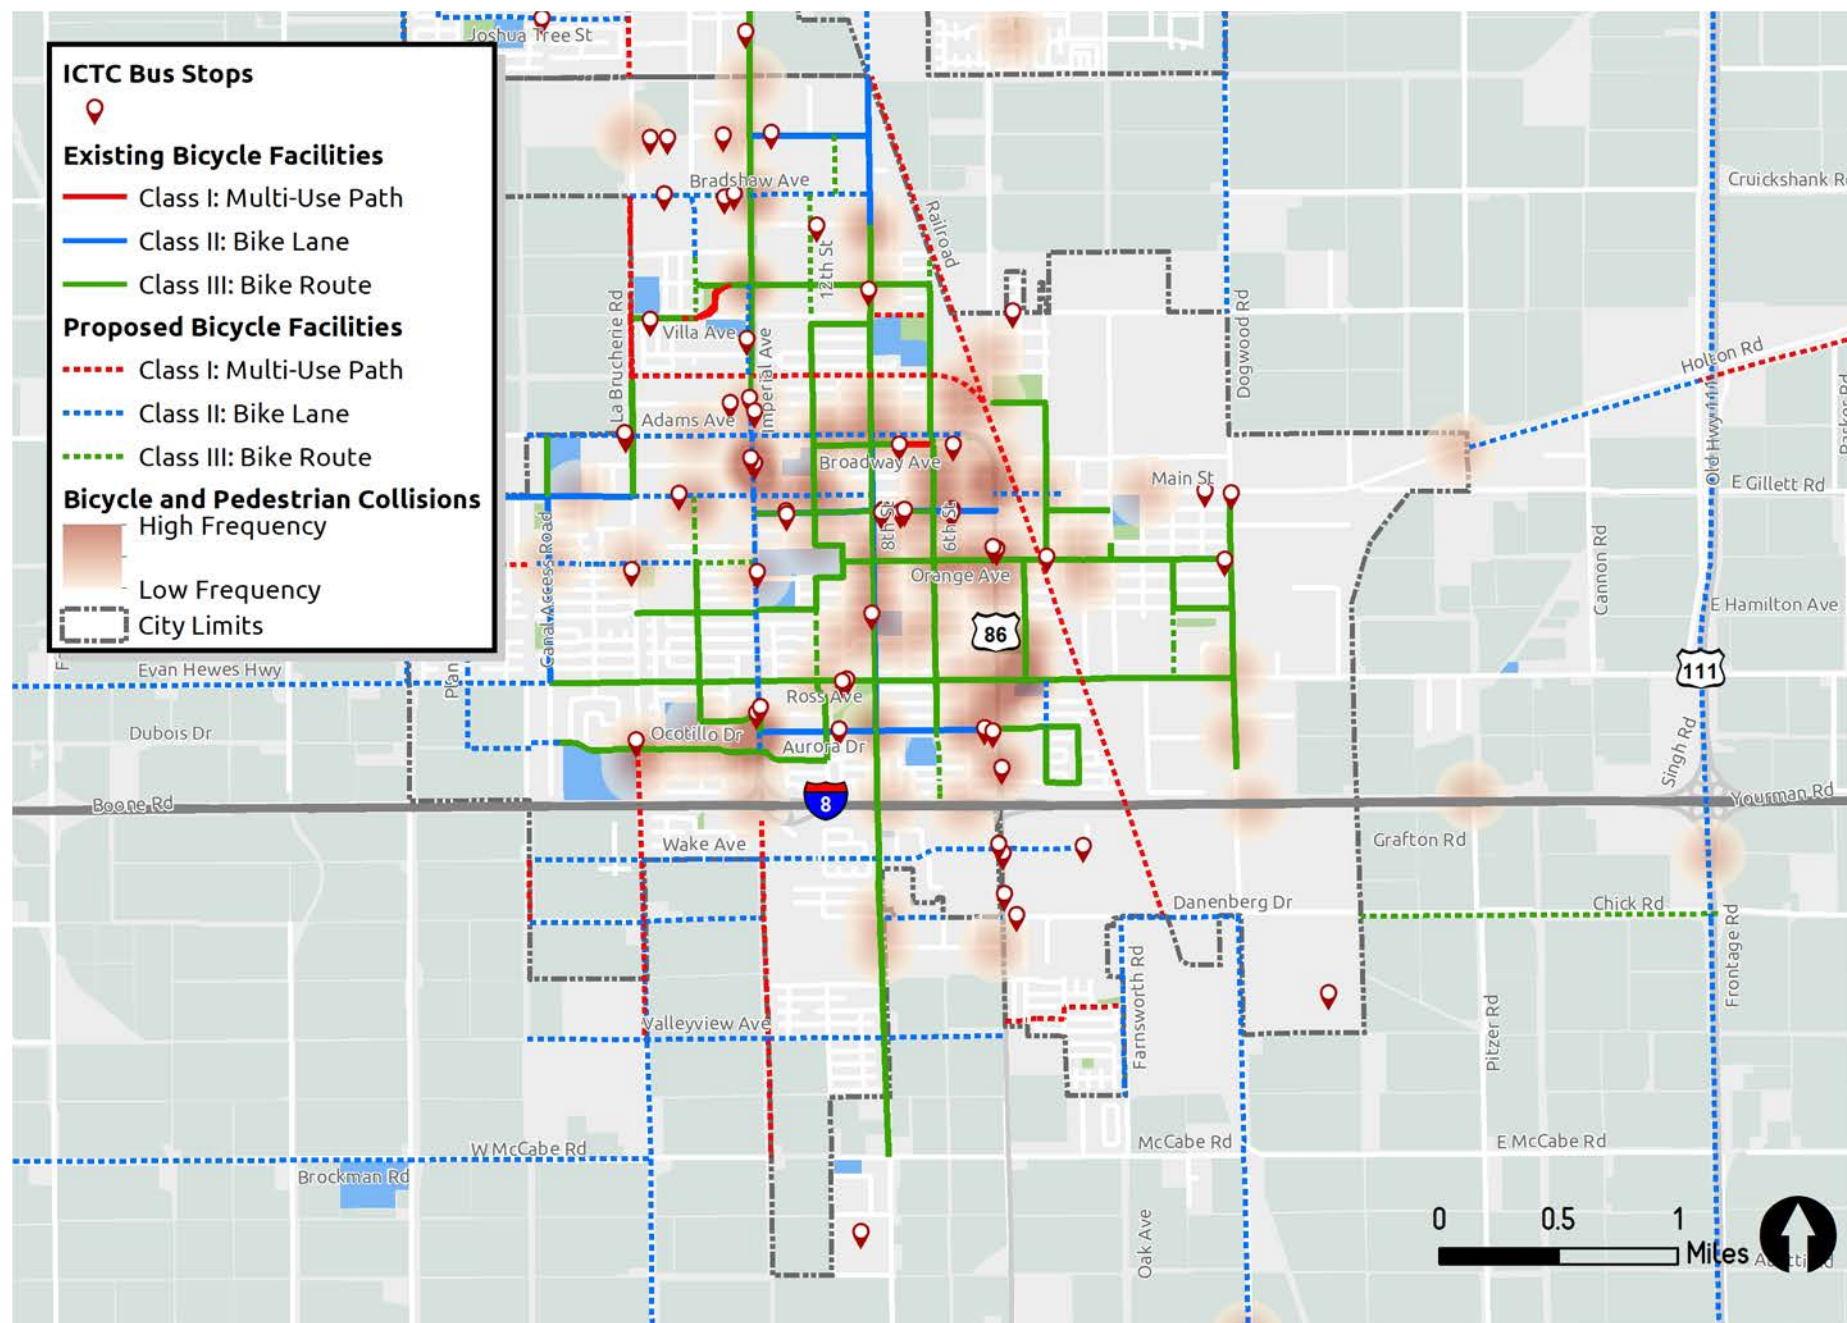 ICTC Bus Stops
Existing Bicycle Facilities
Class I: Multi-Use Path
Class II: Bike Lane
Class III: Bike Route
Proposed Bicycle Facilities
Class I: Multi-Use Path
Class II: Bike Lane
Class III: Bike Route
Bicycle and Pedestrian Collisions
High Frequency
Low Frequency
City Limits
Joshua Tree St
Bradshaw Ave
Cruickshank R
Railroad
12th St
La Brucherie Rd
Villa Ave
Imperial Ave
Dogwood Rd
Holton Rd
Old Hwy 111
Adams Ave
Broadway Ave
Main St
E Gillett Rd
8th St
6th St
Canal Access Road
Orange Ave
Cannon Rd
E Hamilton Ave
86
111
Evan Hewes Hwy
Plan
Ross Ave
Dubois Dr
Ocotillo Dr
Aurora Dr
Singh Rd
Boone Rd
8
Yourman Rd
Wake Ave
Grafton Rd
Danenberg Dr
Chick Rd
Frontage Rd
Farnsworth Rd
Pitzer Rd
Valleyview Ave
W McCabe Rd
McCabe Rd
E McCabe Rd
Brockman Rd
Oak Ave
0 0.5 1
Miles